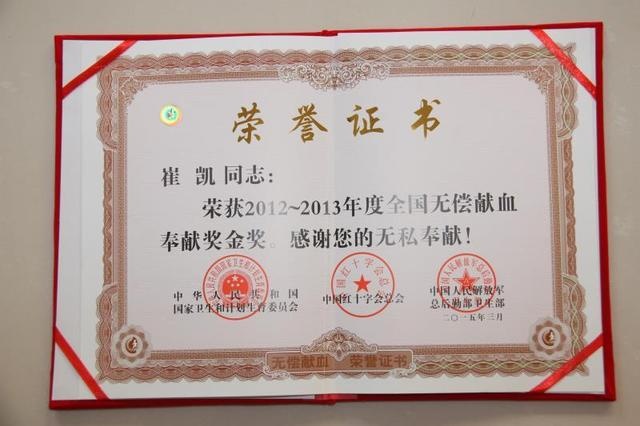 荣誉证书
崔凯同志：
荣获2012~2013年度全国无偿献血
奉献奖金奖。感谢您的无私奉献！
中华人民共和国
国家卫生和计划生育委员会
中国红十字会总会
中国人民解放军
总后勤部卫生部
二〇一五年三月
无偿献血 荣誉证书